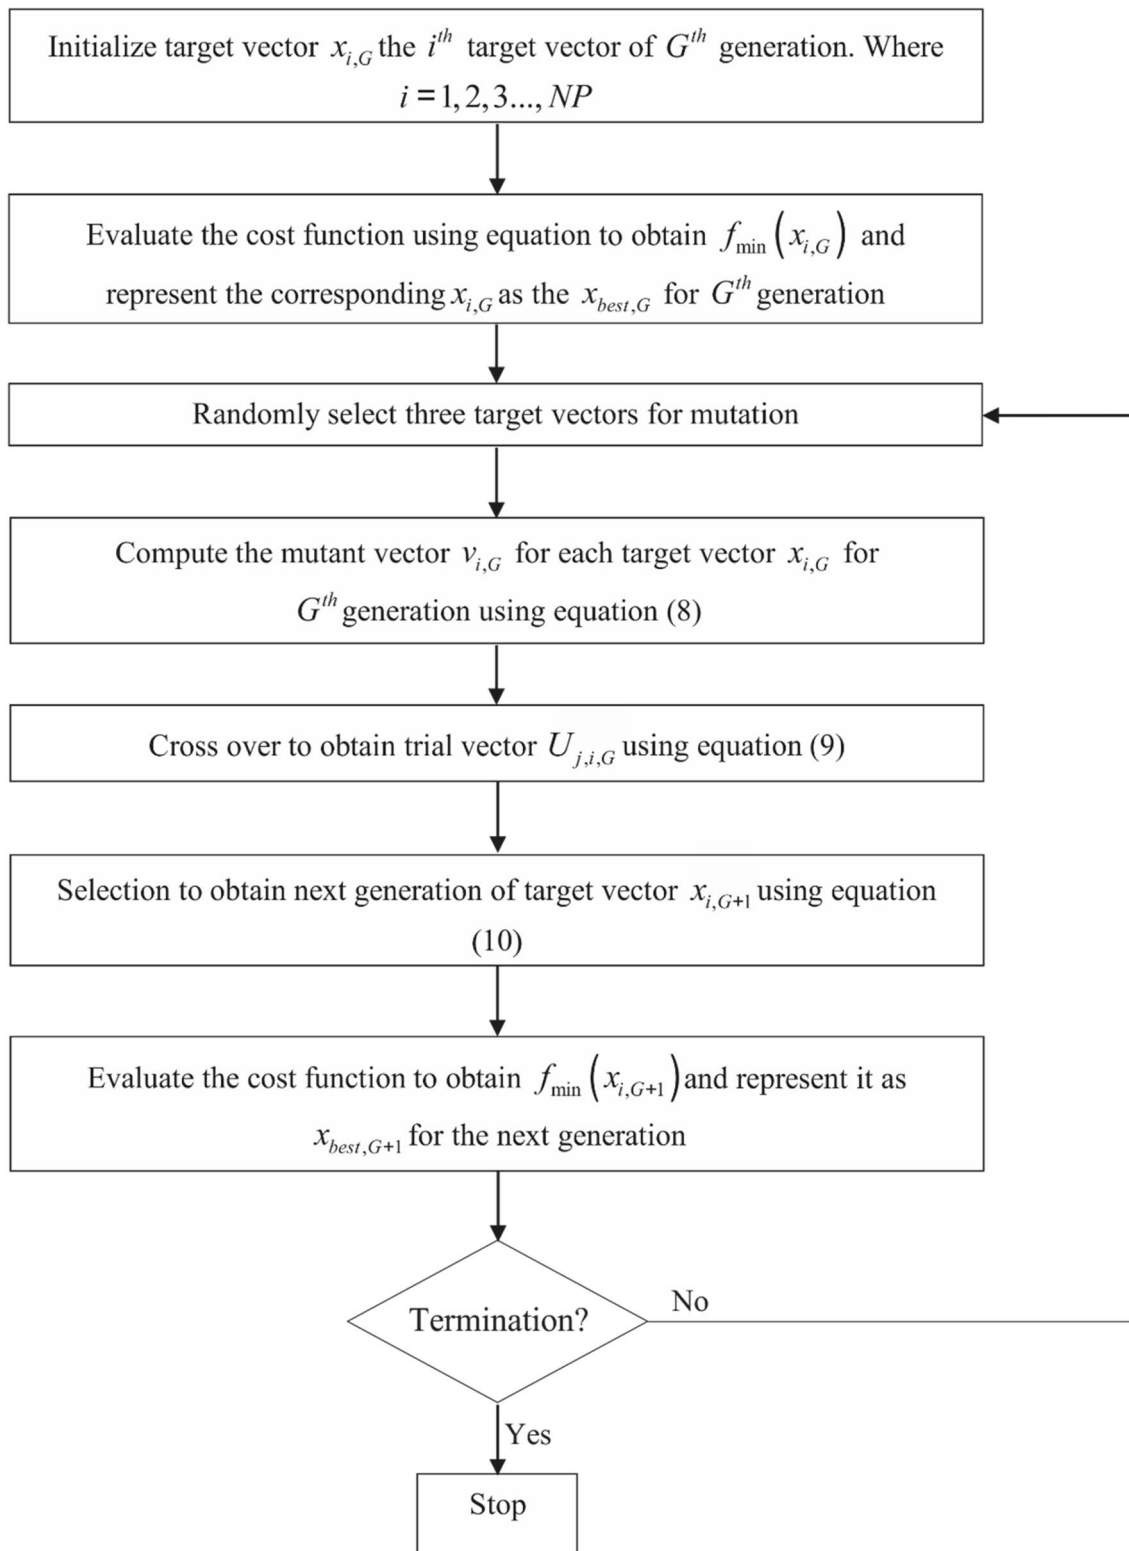 Initialize target vector x_{i,G} the i^{th} target vector of G^{th} generation. Where
i = 1, 2, 3..., NP
Evaluate the cost function using equation to obtain f_{min}(x_{i,G}) and
represent the corresponding x_{i,G} as the x_{best,G} for G^{th} generation
Randomly select three target vectors for mutation
Compute the mutant vector v_{i,G} for each target vector x_{i,G} for
G^{th} generation using equation (8)
Cross over to obtain trial vector U_{j,i,G} using equation (9)
Selection to obtain next generation of target vector x_{i,G+1} using equation
(10)
Evaluate the cost function to obtain f_{min}(x_{i,G+1}) and represent it as
x_{best,G+1} for the next generation
No
Termination?
Yes
Stop